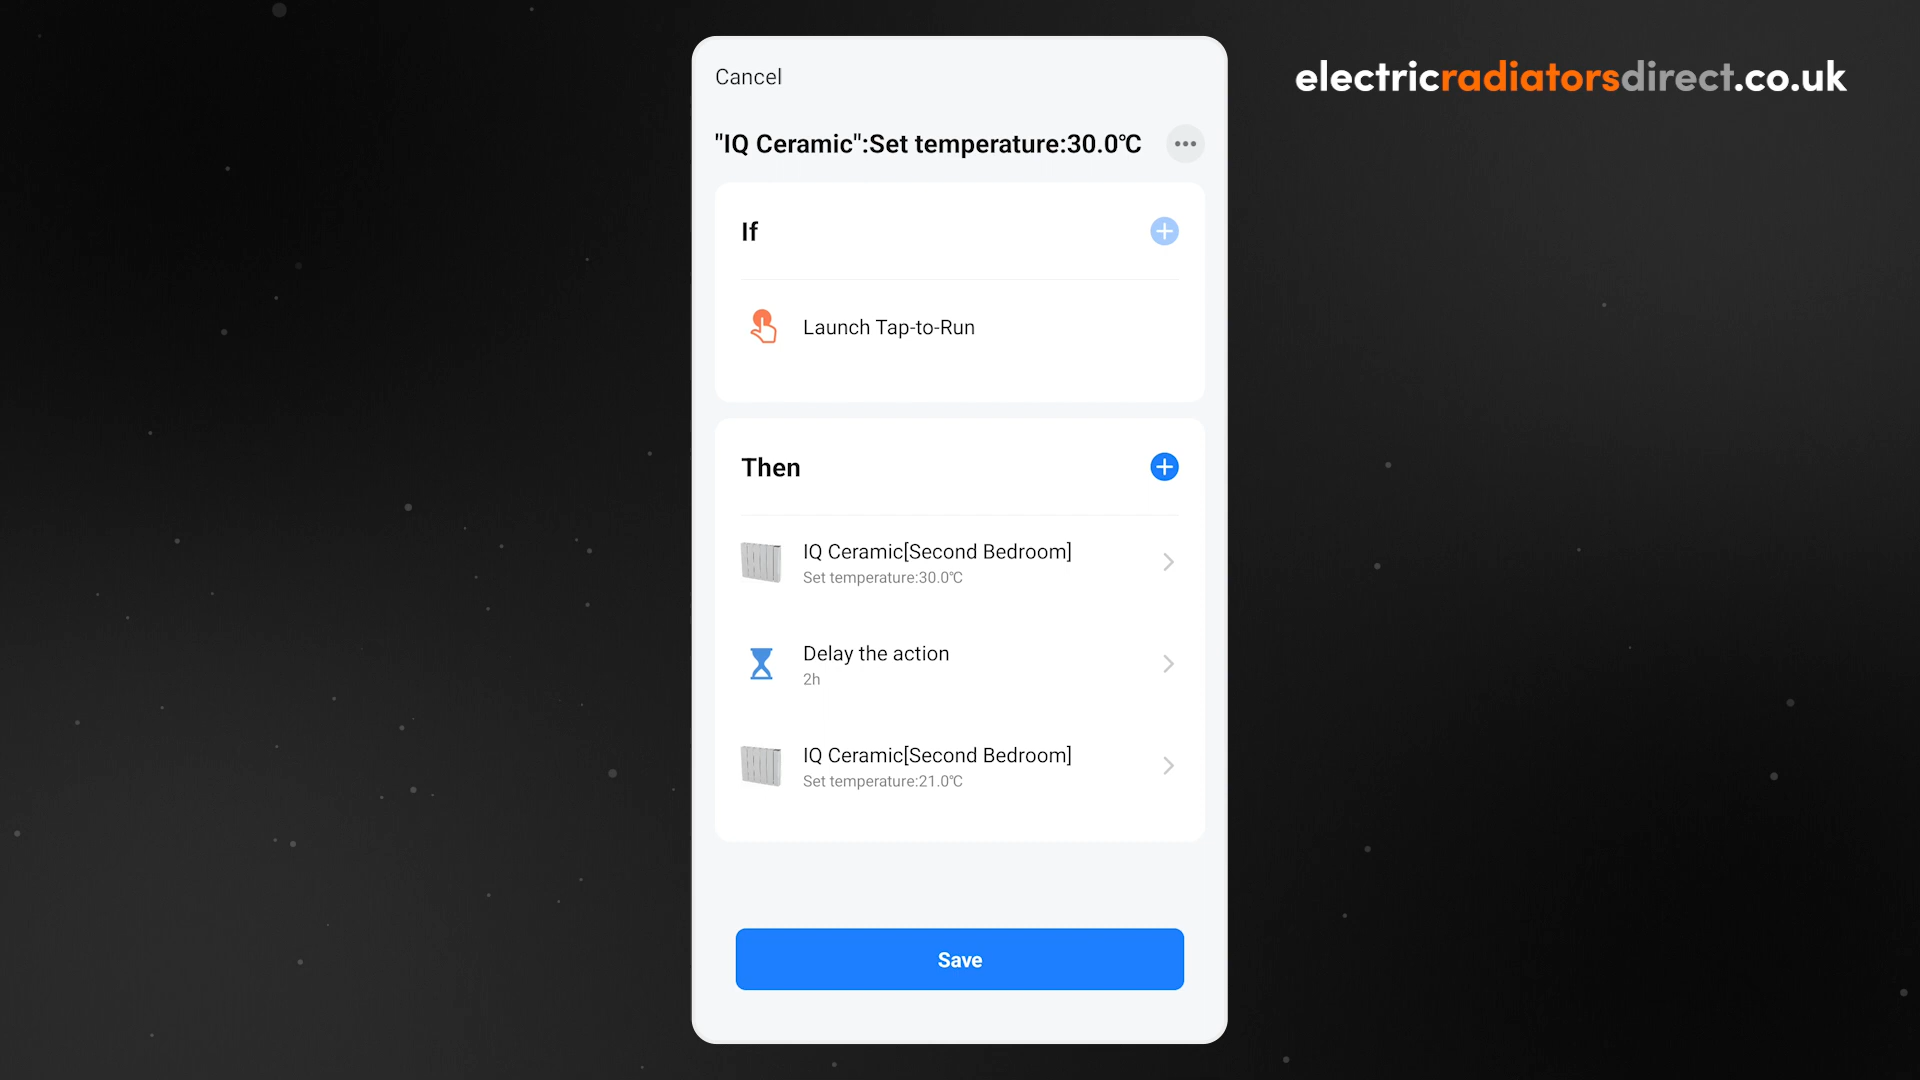 electricradiatorsdirect.co.uk
Cancel
"IQ Ceramic":Set temperature:30.0℃
If
Launch Tap-to-Run
Then
IQ Ceramic[Second Bedroom]
Set temperature:30.0℃
Delay the action
2h
IQ Ceramic[Second Bedroom]
Set temperature:21.0℃
Save